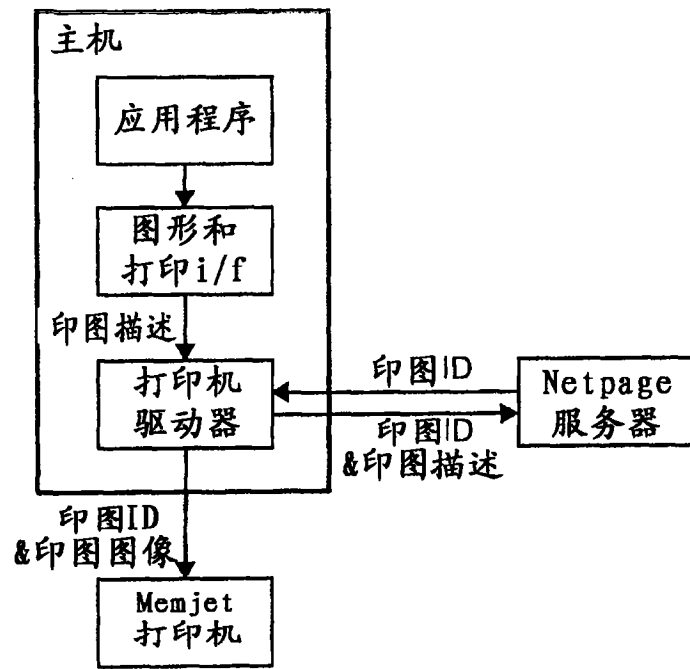 主机
应用程序
图形和
打印i/f
印图描述
打印机
驱动器
印图ID
Netpage
服务器
印图ID
&印图描述
印图ID
&印图图像
Memjet
打印机